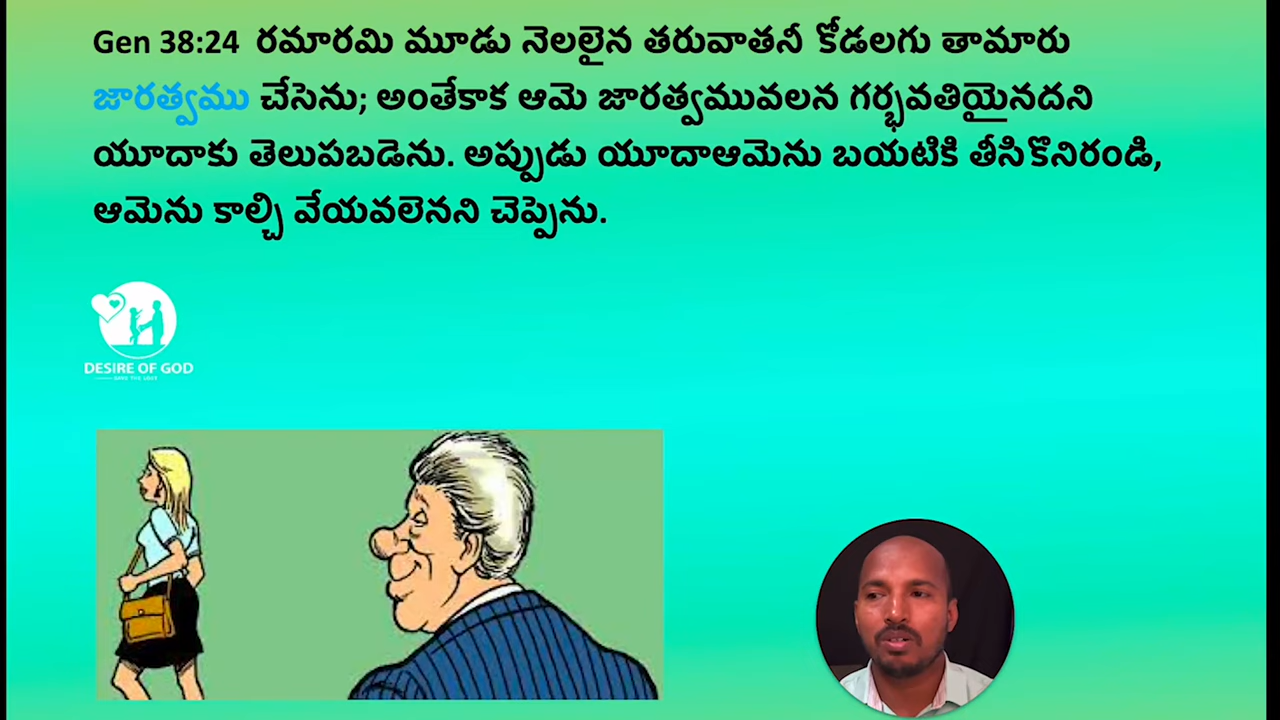 Gen 38:24 రమారమి మూడు నెలలైన తరువాతనీ కోడలగు తామారు
జారత్వము చేసెను; అంతేకాక ఆమె జారత్వమువలన గర్భవతియైనదని
యూదాకు తెలుపబడెను. అప్పుడు యూదాఆమెను బయటికి తీసికొనిరండి,
ఆమెను కాల్చి వేయవలెనని చెప్పెను.
DESIRE OF GOD